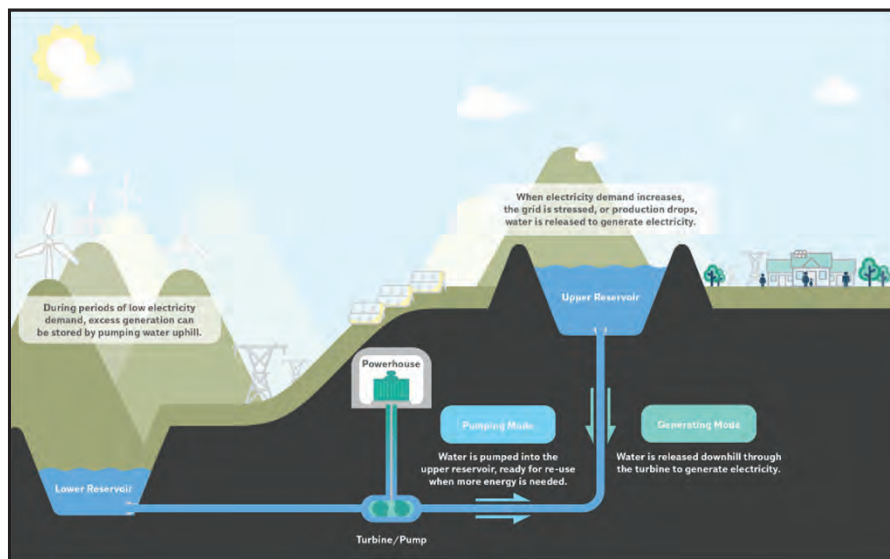 When electricity demand increases,
the grid is stressed, or production drops,
water is released to generate electricity.
During periods of low electricity
demand, excess generation can
be stored by pumping water uphill.
Upper Reservoir
Powerhouse
Pumping Mode
Generating Mode
Water is pumped into the
upper reservoir, ready for re-use
when more energy is needed.
Water is released downhill through
the turbine to generate electricity.
Lower Reservoir
Turbine/Pump